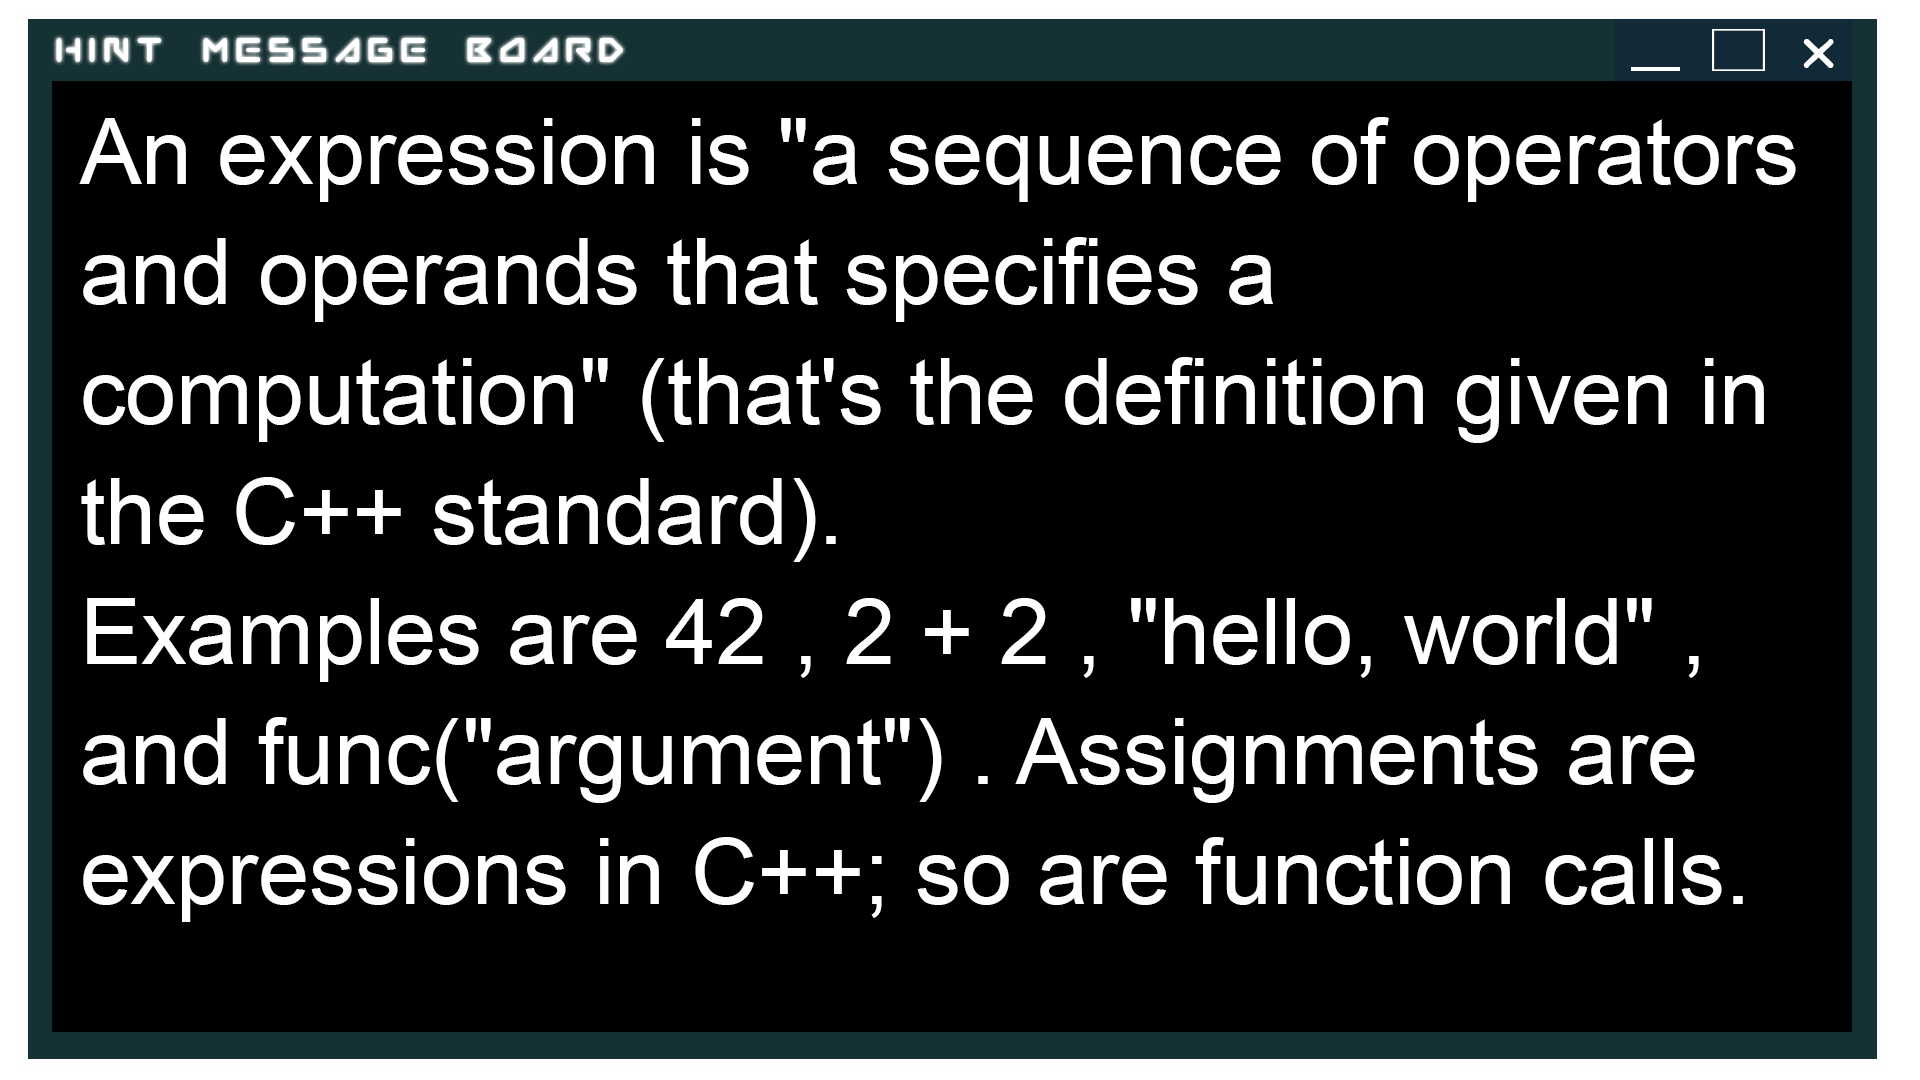 HINT MESSAGE BOARD
An expression is "a sequence of operators
and operands that specifies a
computation" (that's the definition given in
the C++ standard).
Examples are 42 , 2 + 2 , "hello, world" ,
and func("argument") . Assignments are
expressions in C++; so are function calls.